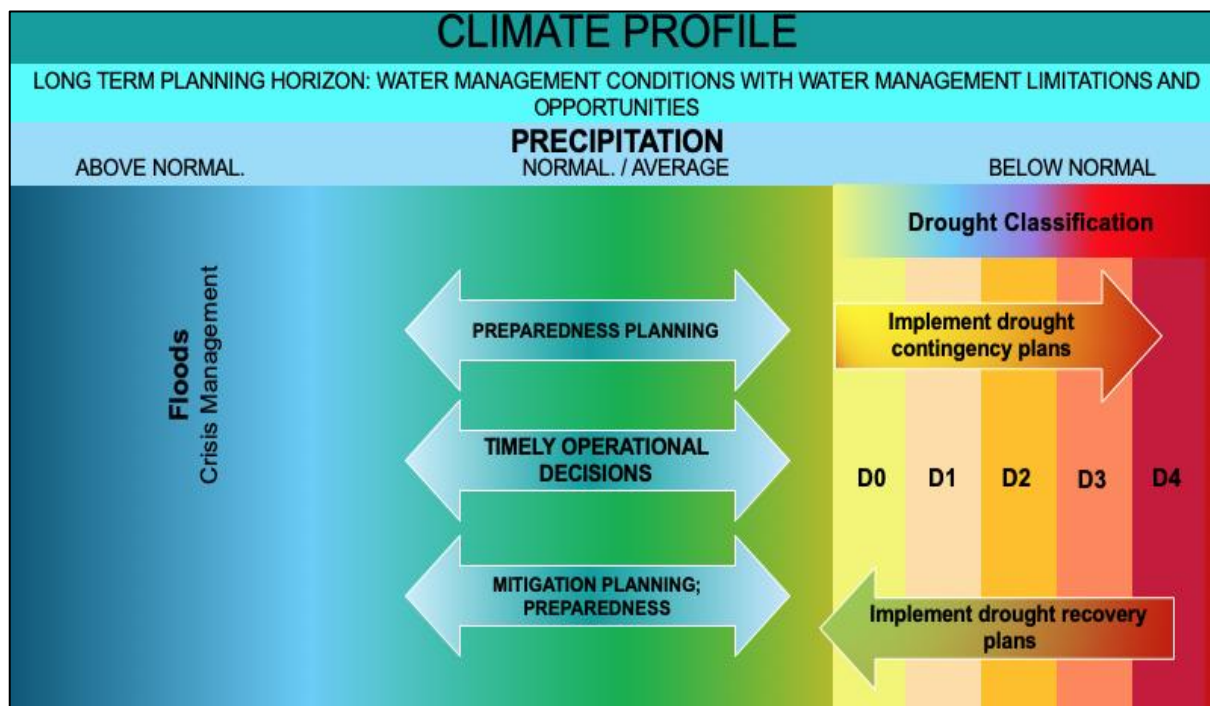 CLIMATE PROFILE
LONG TERM PLANNING HORIZON: WATER MANAGEMENT CONDITIONS WITH WATER MANAGEMENT LIMITATIONS AND
OPPORTUNITIES
PRECIPITATION
ABOVE NORMAL.
NORMAL. / AVERAGE
BELOW NORMAL
Floods
Crisis Management
PREPAREDNESS PLANNING
TIMELY OPERATIONAL
DECISIONS
MITIGATION PLANNING;
PREPAREDNESS
Drought Classification
Implement drought
contingency plans
D0
D1
D2
D3
D4
Implement drought recovery
plans